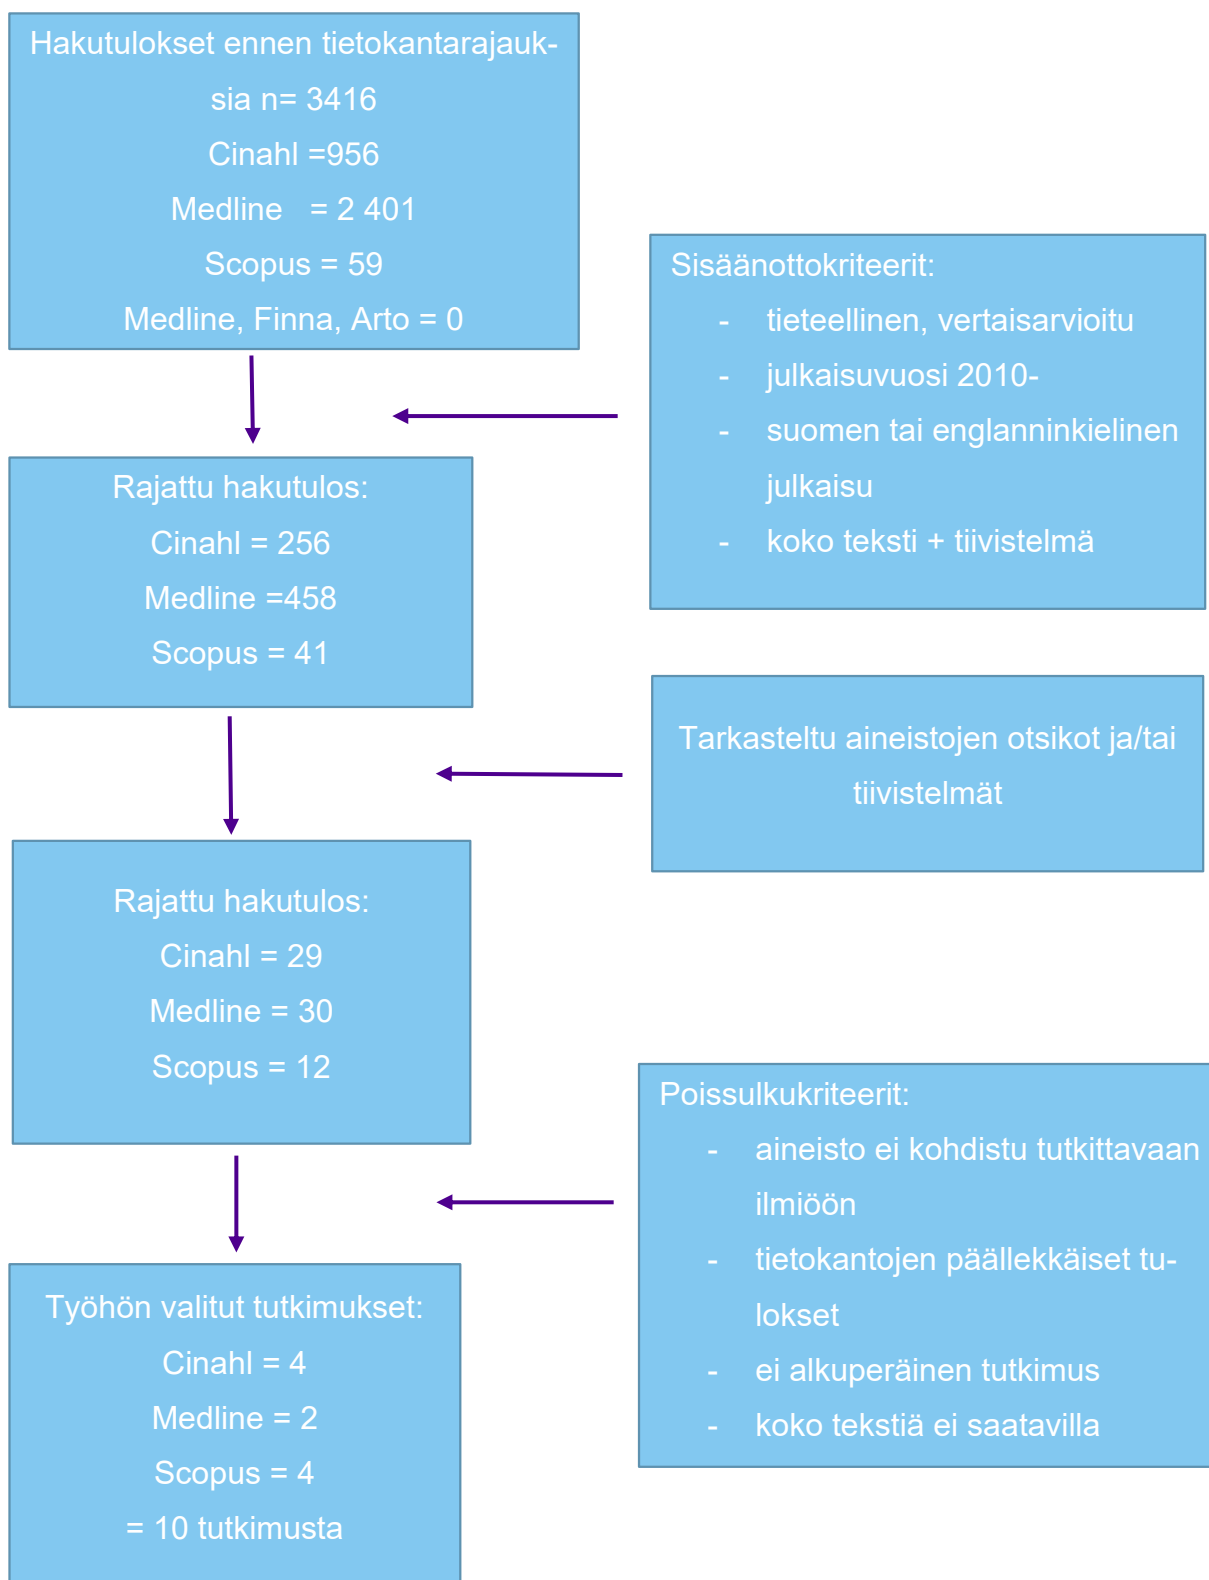 Hakutulokset ennen tietokantarajauk-
sia n= 3416
Cinahl =956
Medline = 2 401
Scopus = 59
Medline, Finna, Arto = 0
Sisäänottokriteerit:
- tieteellinen, vertaisarvioitu
- julkaisuvuosi 2010-
- suomen tai englanninkielinen
julkaisu
- koko teksti + tiivistelmä
Rajattu hakutulos:
Cinahl = 256
Medline =458
Scopus = 41
Tarkasteltu aineistojen otsikot ja/tai
tiivistelmät
Rajattu hakutulos:
Cinahl = 29
Medline = 30
Scopus = 12
Poissulkukriteerit:
- aineisto ei kohdistu tutkittavaan
ilmiöön
- tietokantojen päällekkäiset tu-
lokset
- ei alkuperäinen tutkimus
- koko tekstiä ei saatavilla
Työhön valitut tutkimukset:
Cinahl = 4
Medline = 2
Scopus = 4
= 10 tutkimusta